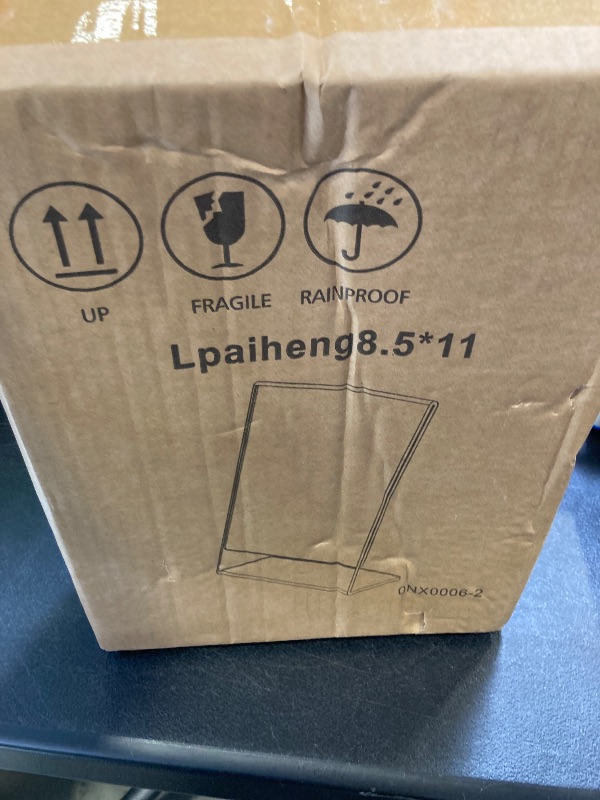 UP
FRAGILE
RAINPROOF
Lpaiheng8.5*11
0NX0006-2